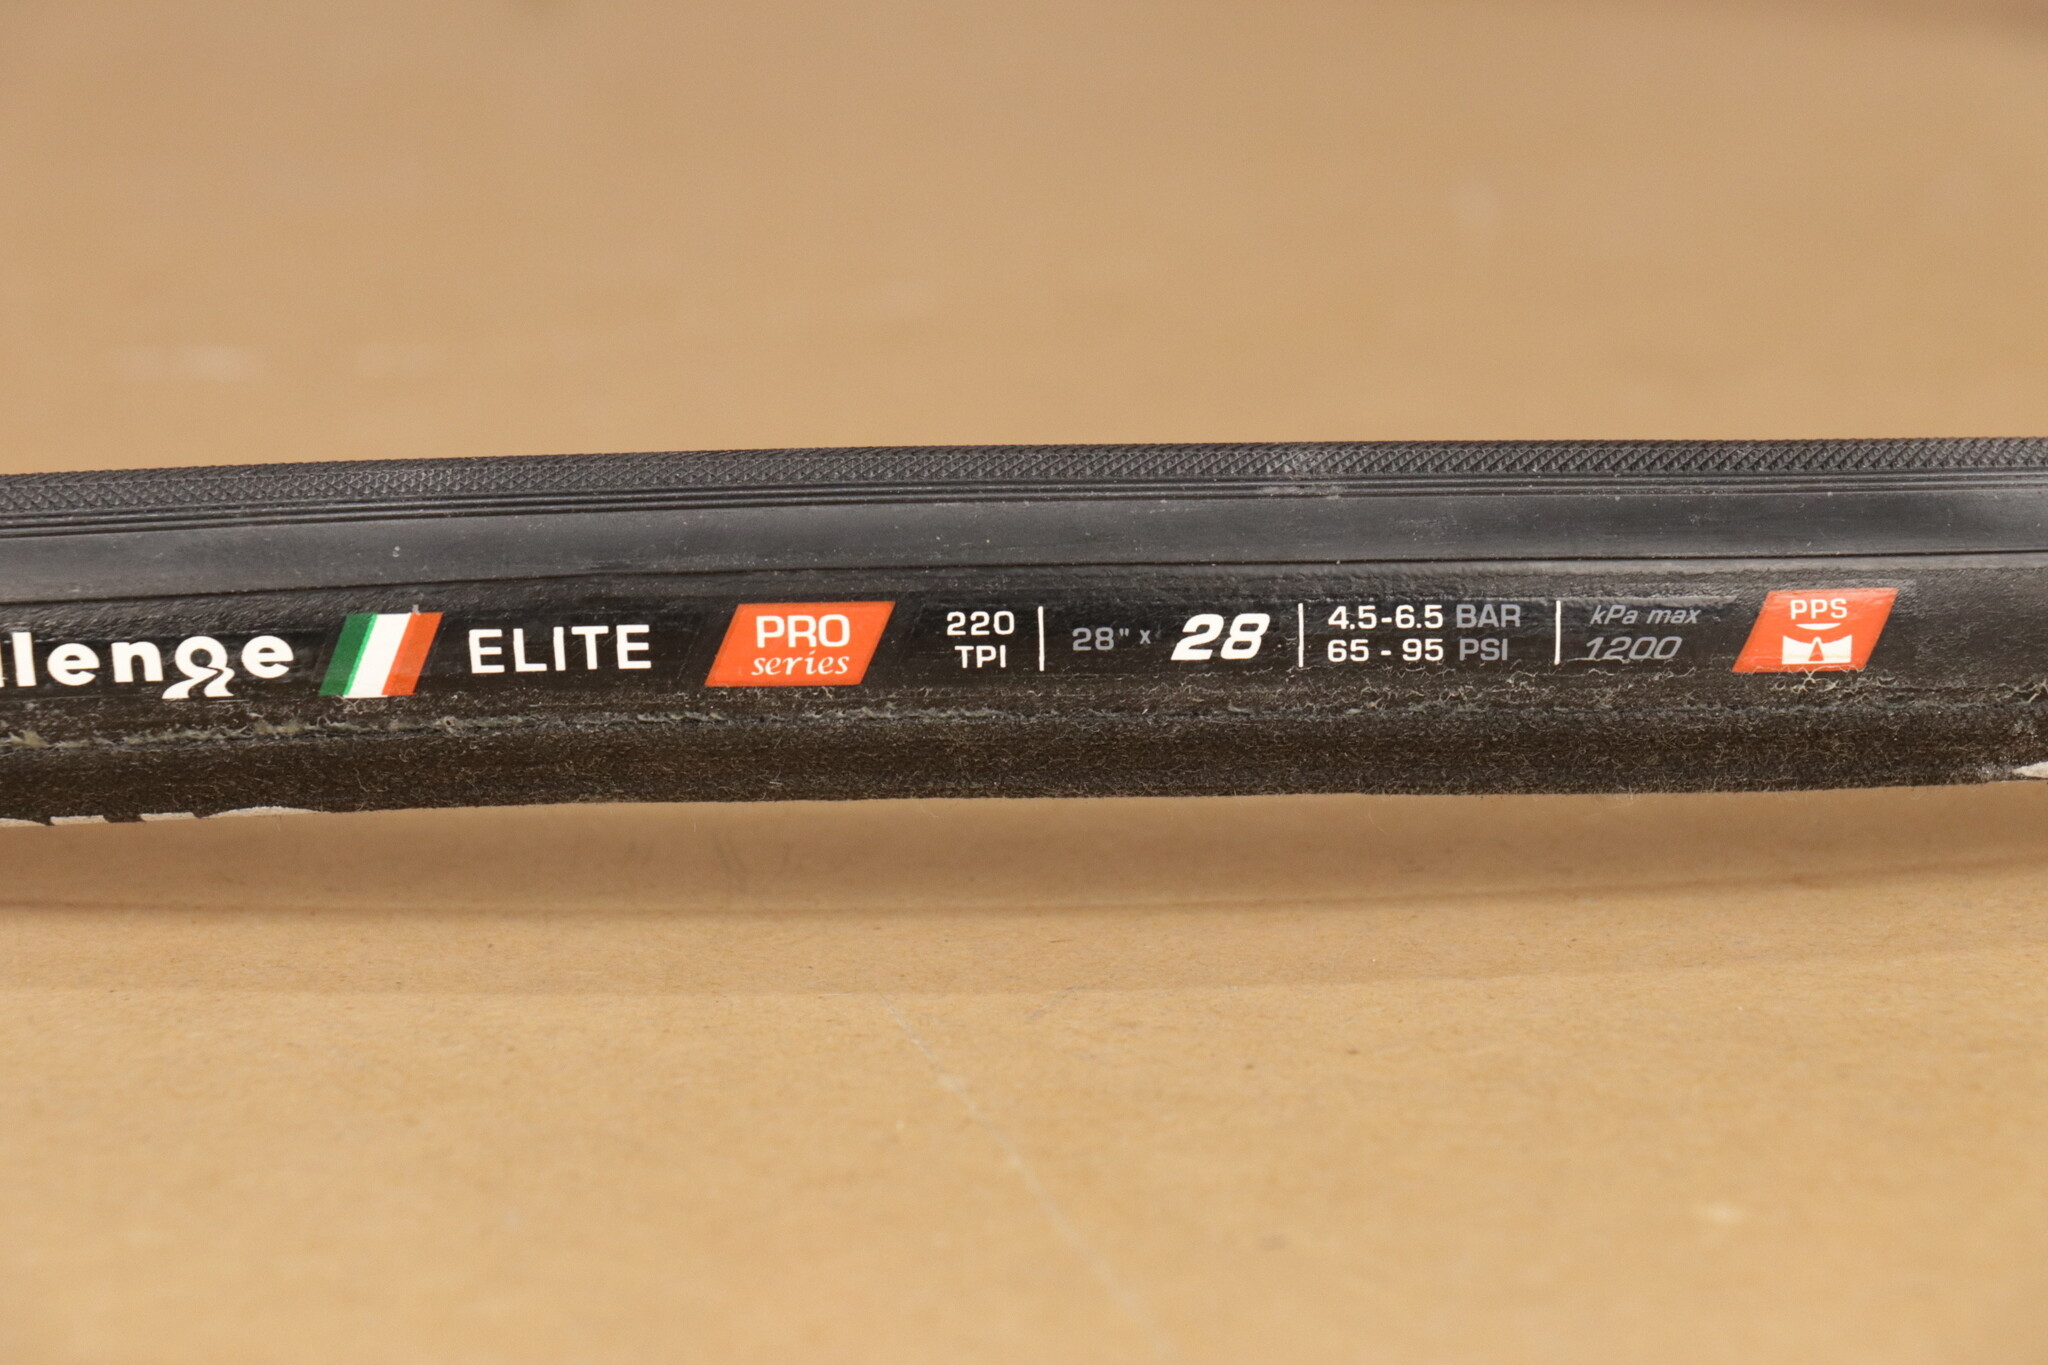 llenge ELITE PRO series 220 TPI 28" x 28 4.5-6.5 BAR 65 - 95 PSI kPa max 1200 PPS